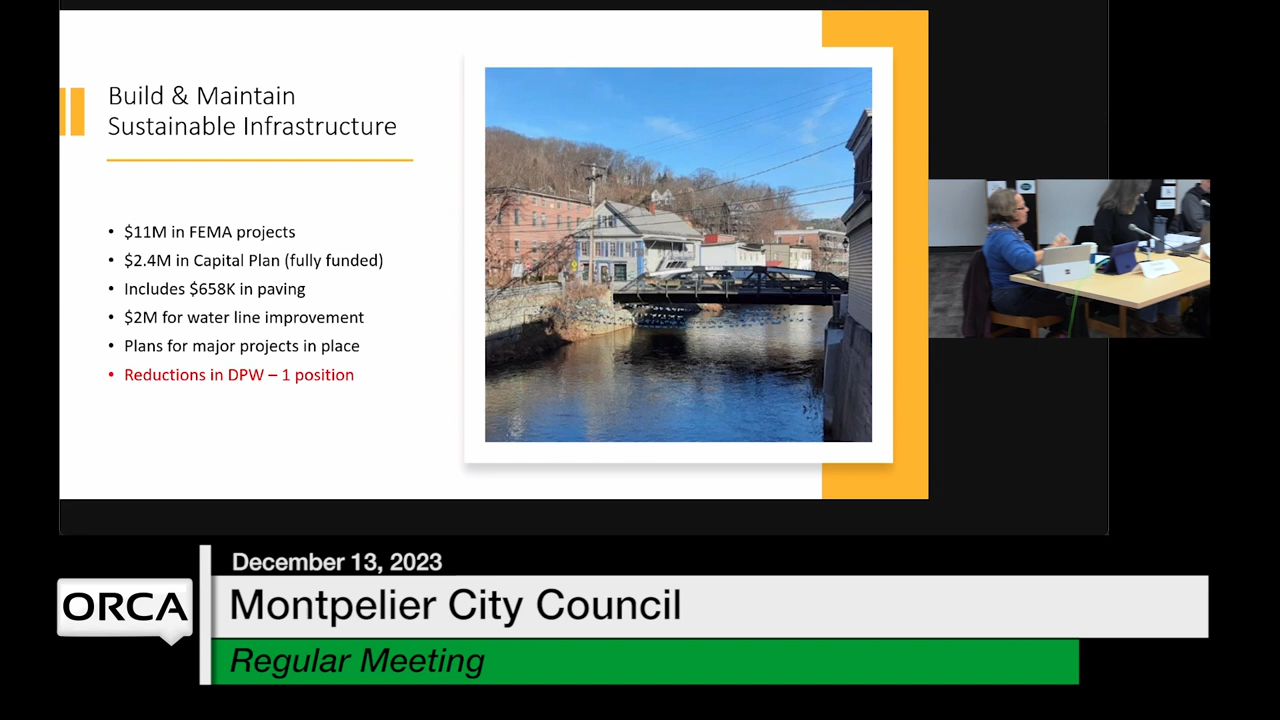 Build & Maintain
Sustainable Infrastructure
• $11M in FEMA projects
• $2.4M in Capital Plan (fully funded)
• Includes $658K in paving
• $2M for water line improvement
• Plans for major projects in place
• Reductions in DPW – 1 position
December 13, 2023
ORCA
Montpelier City Council
Regular Meeting